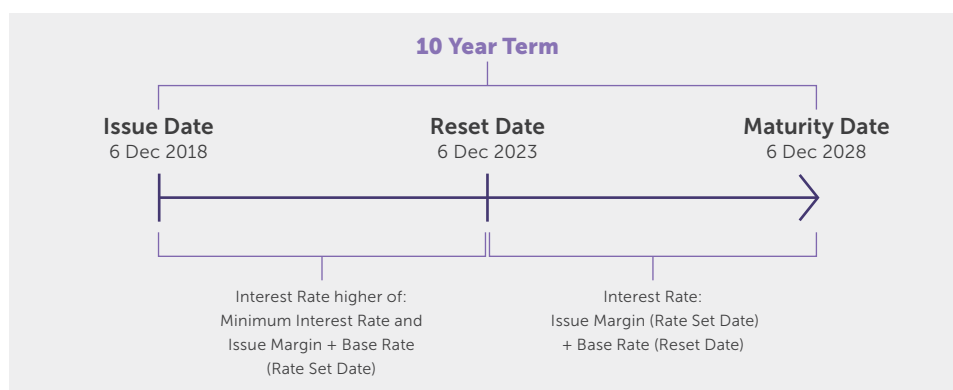 10 Year Term
Issue Date
6 Dec 2018
Reset Date
6 Dec 2023
Maturity Date
6 Dec 2028
Interest Rate higher of:
Minimum Interest Rate and
Issue Margin + Base Rate
(Rate Set Date)
Interest Rate:
Issue Margin (Rate Set Date)
+ Base Rate (Reset Date)